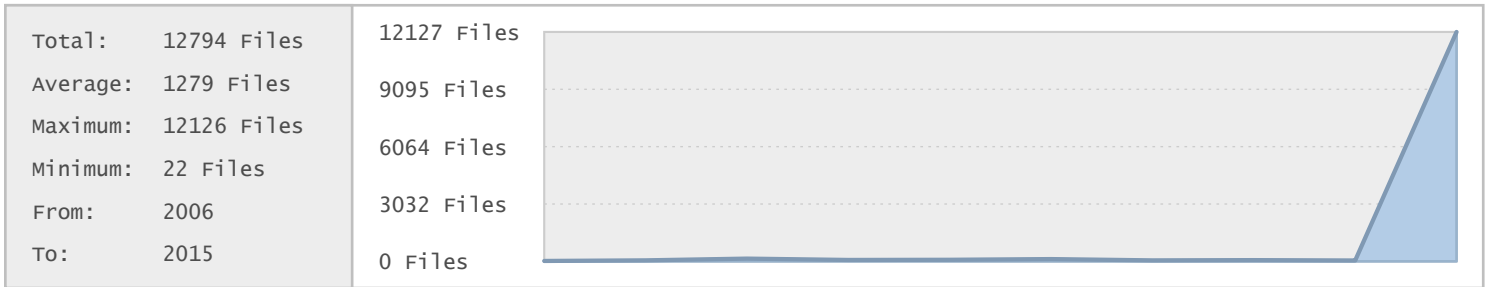 Total: 12794 Files
Average: 1279 Files
Maximum: 12126 Files
Minimum: 22 Files
From: 2006
To: 2015
12127 Files
9095 Files
6064 Files
3032 Files
0 Files